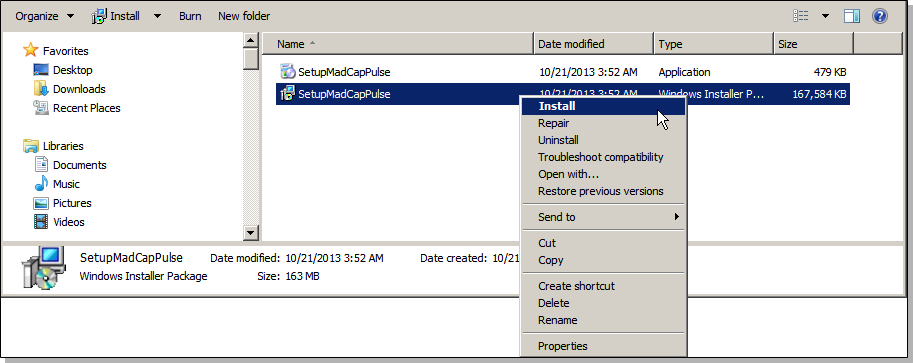 Organize Install Burn New folder
Name Date modified Type Size
Favorites
Desktop
Downloads
Recent Places
Libraries
Documents
Music
Pictures
Videos
SetupMadCapPulse 10/21/2013 3:52 AM Application 479 KB
SetupMadCapPulse 10/21/2013 3:52 AM Windows Installer P... 167,584 KB
Install
Repair
Uninstall
Troubleshoot compatibility
Open with...
Restore previous versions
Send to
Cut
Copy
Create shortcut
Delete
Rename
Properties
SetupMadCapPulse Date modified: 10/21/2013 3:52 AM Date created: 10/21
Windows Installer Package Size: 163 MB